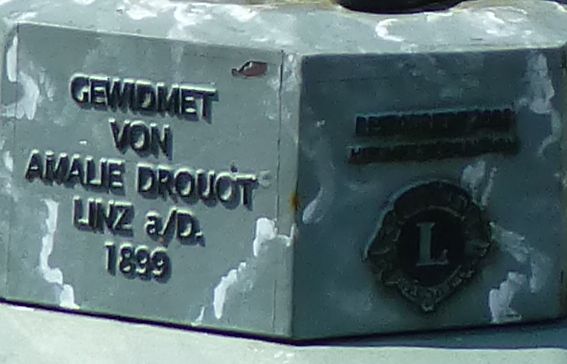 GEWIDMET
VON
AMALIE DROUOT
LINZ a/D.
1899
L